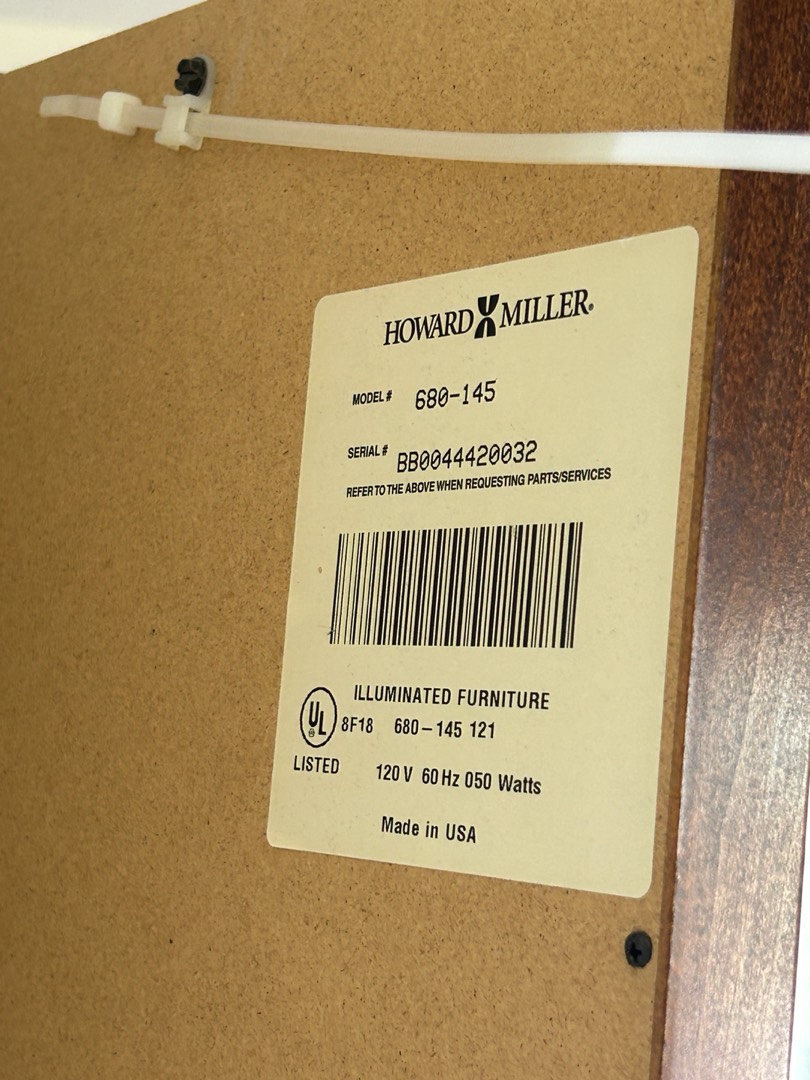 HOWARD MILLER®
MODEL # 680-145
SERIAL # BB0044420032
REFER TO THE ABOVE WHEN REQUESTING PARTS/SERVICES
ILLUMINATED FURNITURE
UL 8F18 680-145 121
LISTED 120 V 60 Hz 050 Watts
Made in USA